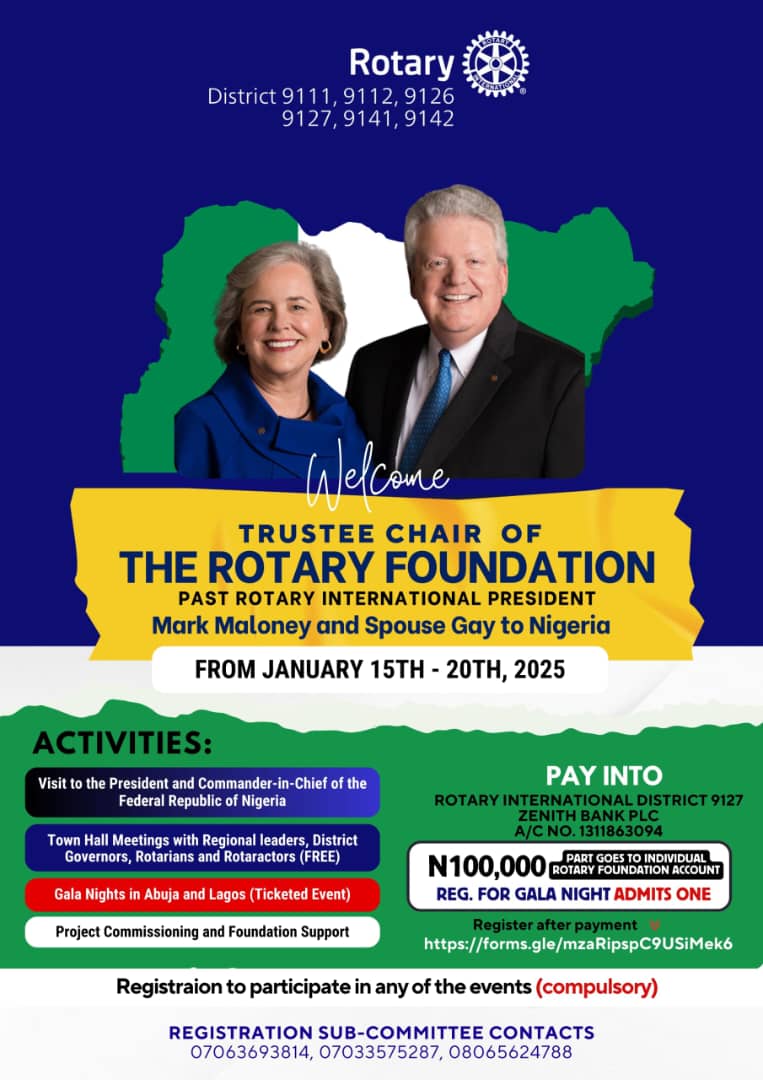 Rotary
ROTARY
INTERNATIONAL
District 9111, 9112, 9126
9127, 9141, 9142
Welcome
TRUSTEE CHAIR OF
THE ROTARY FOUNDATION
PAST ROTARY INTERNATIONAL PRESIDENT
Mark Maloney and Spouse Gay to Nigeria
FROM JANUARY 15TH - 20TH, 2025
ACTIVITIES:
Visit to the President and Commander-in-Chief of the
Federal Republic of Nigeria
Town Hall Meetings with Regional leaders, District
Governors, Rotarians and Rotaractors (FREE)
Gala Nights in Abuja and Lagos (Ticketed Event)
Project Commissioning and Foundation Support
PAY INTO
ROTARY INTERNATIONAL DISTRICT 9127
ZENITH BANK PLC
A/C NO. 1311863094
N100,000 PART GOES TO INDIVIDUAL
ROTARY FOUNDATION ACCOUNT
REG. FOR GALA NIGHT ADMITS ONE
Register after payment
https://forms.gle/mzaRipspC9USiMek6
Registraion to participate in any of the events (compulsory)
REGISTRATION SUB-COMMITTEE CONTACTS
07063693814, 07033575287, 08065624788